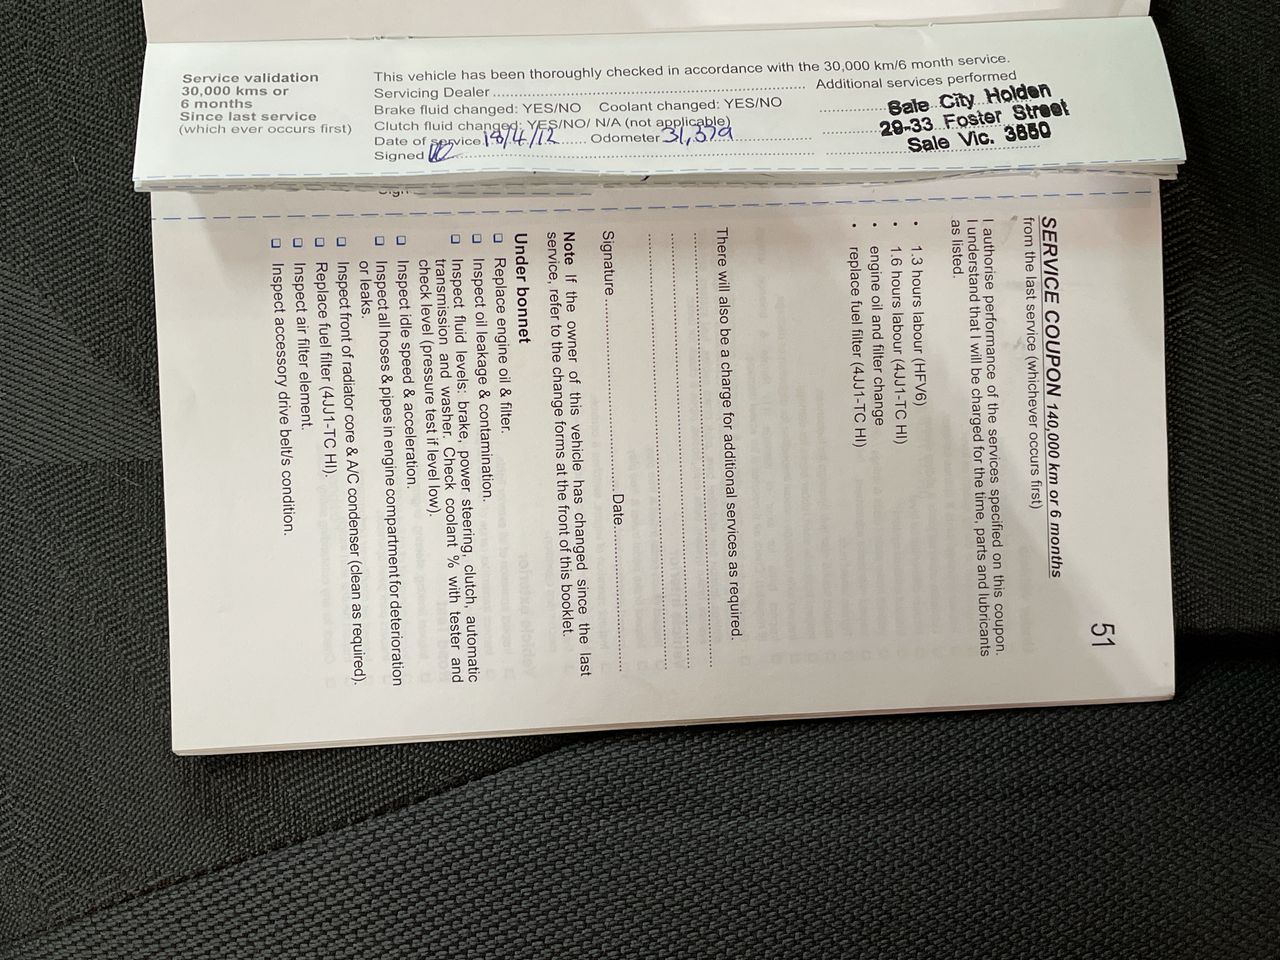 Service validation
30,000 kms or
6 months
Since last service
(which ever occurs first)
This vehicle has been thoroughly checked in accordance with the 30,000 km/6 month service.
Servicing Dealer
Additional services performed
Brake fluid changed: YES/NO Coolant changed: YES/NO
Clutch fluid changed: YES/NO/ N/A (not applicable)
Date of service 18/4/12 Odometer 31,379
Signed
Sale City Holden
29-33 Foster Street
Sale Vic. 3850
51
SERVICE COUPON 140,000 km or 6 months
from the last service (whichever occurs first)
I authorise performance of the services specified on this coupon.
I understand that I will be charged for the time, parts and lubricants
as listed.
• 1.3 hours labour (HFV6)
• 1.6 hours labour (4JJ1-TC HI)
• engine oil and filter change
• replace fuel filter (4JJ1-TC HI)
There will also be a charge for additional services as required.
Signature Date
Note If the owner of this vehicle has changed since the last
service, refer to the change forms at the front of this booklet.
Under bonnet
❑ Replace engine oil & filter.
❑ Inspect oil leakage & contamination.
❑ Inspect fluid levels: brake, power steering, clutch, automatic
transmission and washer. Check coolant % with tester and
check level (pressure test if level low).
❑ Inspect idle speed & acceleration.
❑ Inspect all hoses & pipes in engine compartment for deterioration
or leaks.
❑ Inspect front of radiator core & A/C condenser (clean as required).
❑ Replace fuel filter (4JJ1-TC HI).
❑ Inspect air filter element.
❑ Inspect accessory drive belt/s condition.